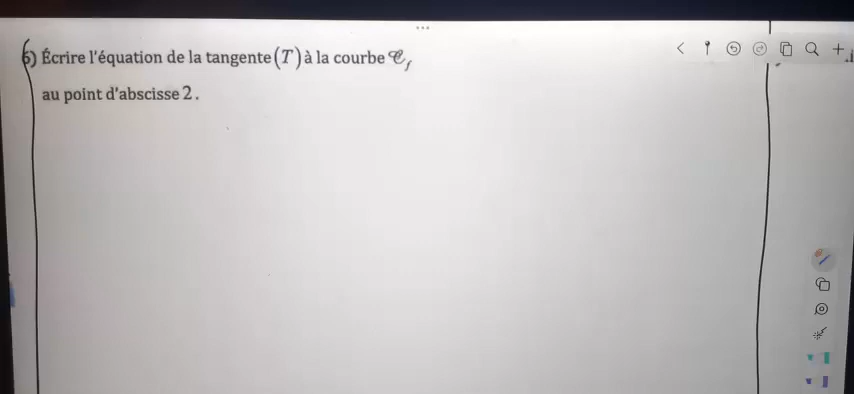 6) Écrire l'équation de la tangente (T) à la courbe 𝒞f
au point d'abscisse 2.